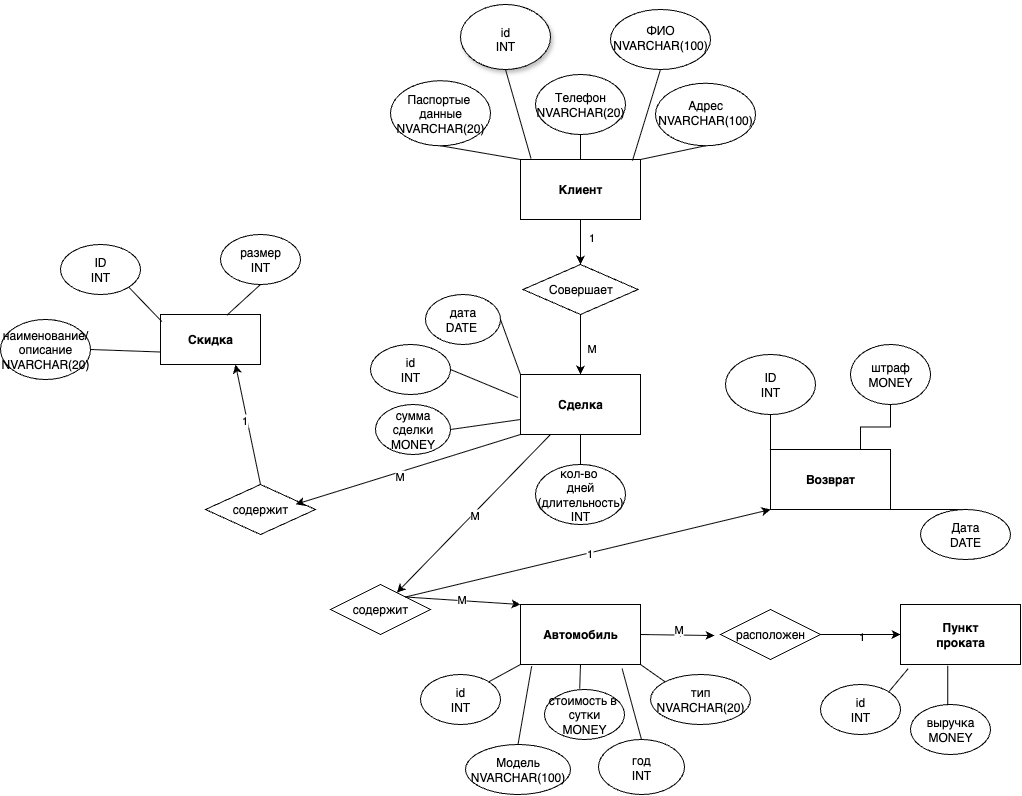 id
INT
ФИО
NVARCHAR(100)
Паспортые
данные
NVARCHAR(20)
Телефон
NVARCHAR(20)
Адрес
NVARCHAR(100)
Клиент
1
Совершает
M
ID
INT
размер
INT
наименование/
описание
NVARCHAR(20)
Скидка
1
содержит
M
дата
DATE
id
INT
сумма
сделки
MONEY
Сделка
кол-во
дней
(длительность)
INT
M
ID
INT
штраф
MONEY
Возврат
Дата
DATE
1
содержит
M
Автомобиль
M
расположен
1
Пункт
проката
id
INT
Модель
NVARCHAR(100)
стоимость в
сутки
MONEY
год
INT
тип
NVARCHAR(20)
id
INT
выручка
MONEY